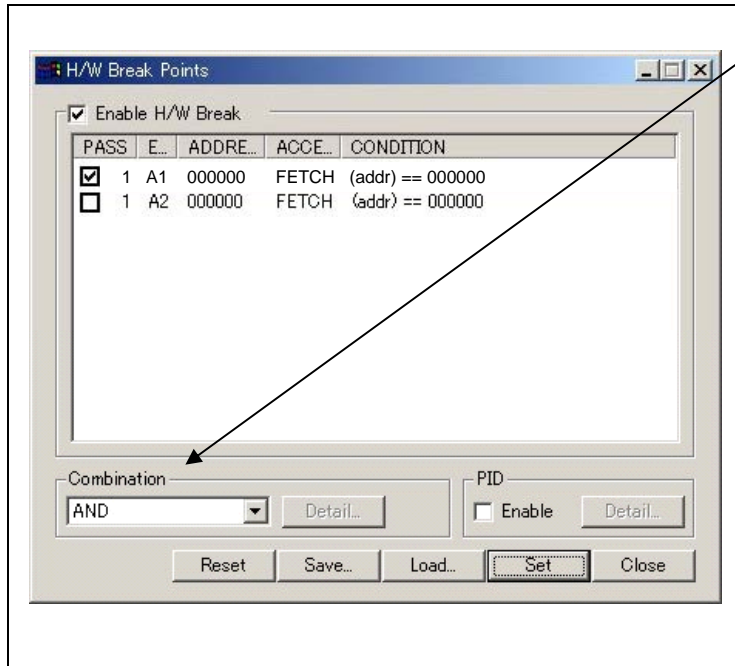 H/W Break Points
Enable H/W Break
PASS E... ADDRE... ACCE... CONDITION
1 A1 000000 FETCH (addr) == 000000
1 A2 000000 FETCH (addr) == 000000
Combination
PID
AND
Detail...
Enable
Detail...
Reset
Save...
Load...
Set
Close